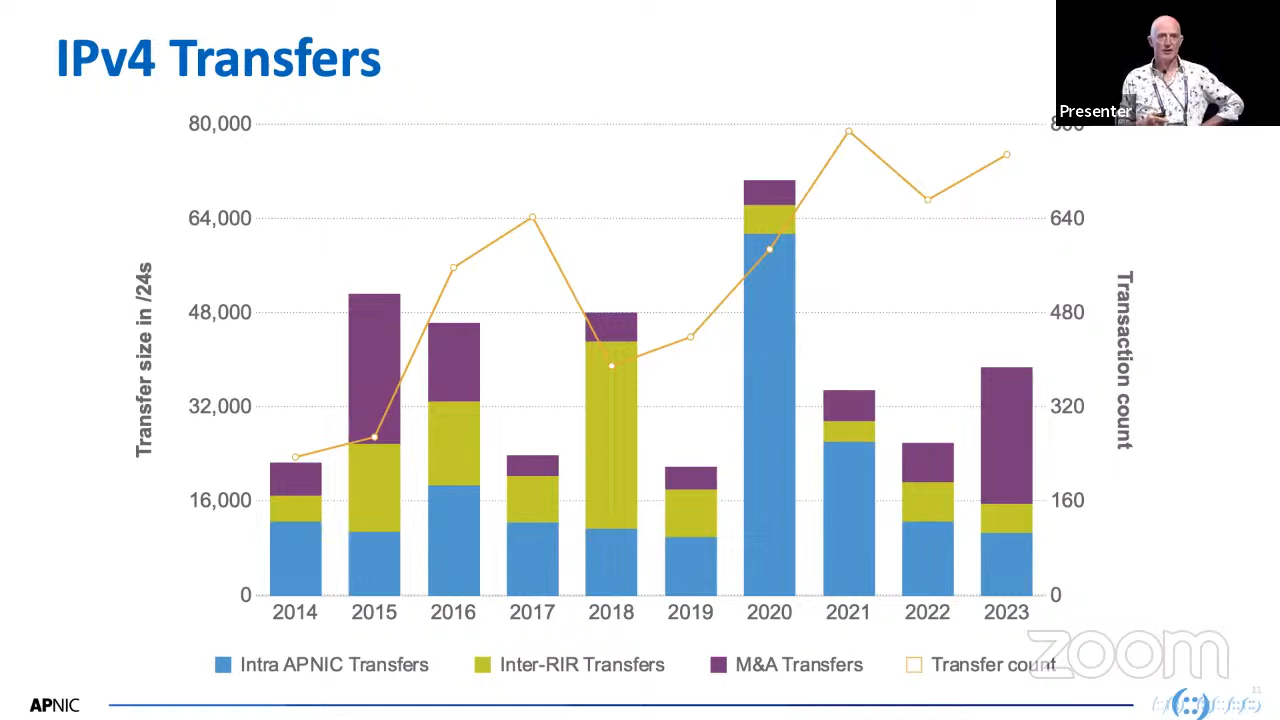 IPv4 Transfers
Presenter
80,000
64,000
640
48,000
480
32,000
320
16,000
160
0
0
Transfer size in /24s
Transaction count
2014 2015 2016 2017 2018 2019 2020 2021 2022 2023
Intra APNIC Transfers Inter-RIR Transfers M&A Transfers Transfer count
zoom
APNIC
11